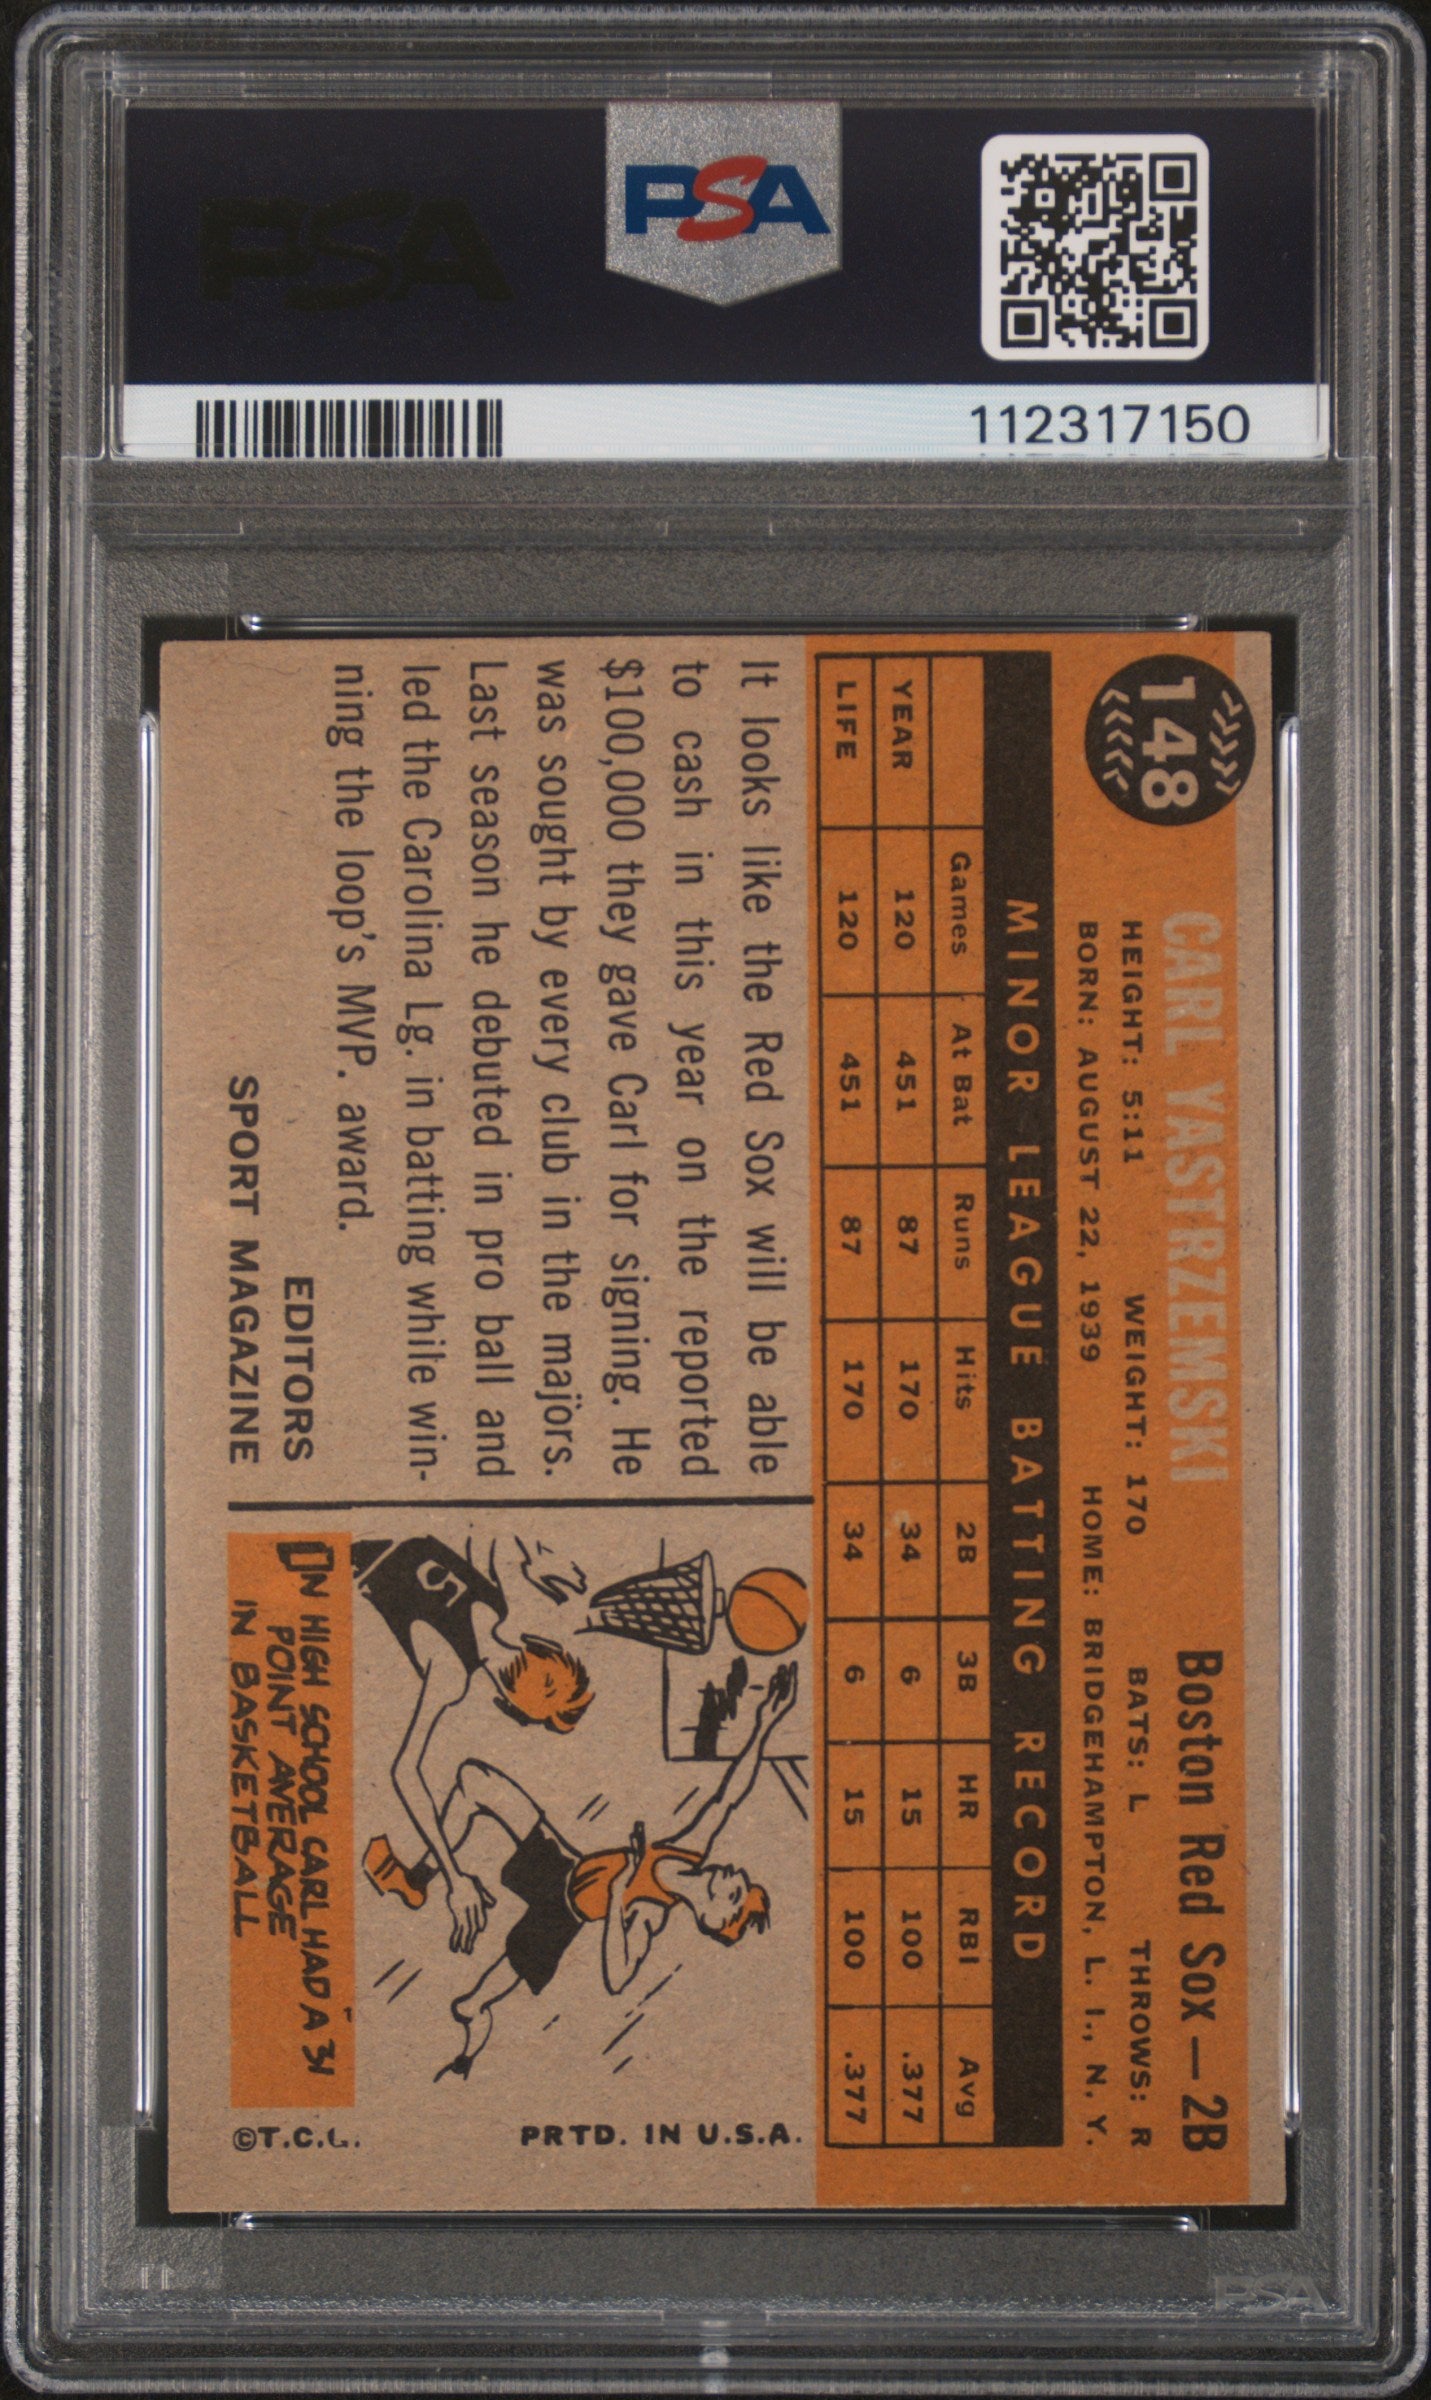 PSA
PSA
112317150
148
CARL YASTRZEMSKI Boston Red Sox—2B
HEIGHT: 5:11 WEIGHT: 170 BATS: L THROWS: R
BORN: AUGUST 22, 1939 HOME: BRIDGEHAMPTON, L. I., N. Y.
MINOR LEAGUE BATTING RECORD
Games At Bat Runs Hits 2B 3B HR RBI Avg
YEAR 120 451 87 170 34 6 15 100 .377
LIFE 120 451 87 170 34 6 15 100 .377
It looks like the Red Sox will be able
to cash in this year on the reported
$100,000 they gave Carl for signing. He
was sought by every club in the majors.
Last season he debuted in pro ball and
led the Carolina Lg. in batting while win-
ning the loop's MVP. award.
EDITORS
SPORT MAGAZINE
5
IN HIGH SCHOOL CARL HAD A 31
POINT AVERAGE
IN BASKETBALL
PRTD. IN U.S.A.
©T.C.G.
PSA